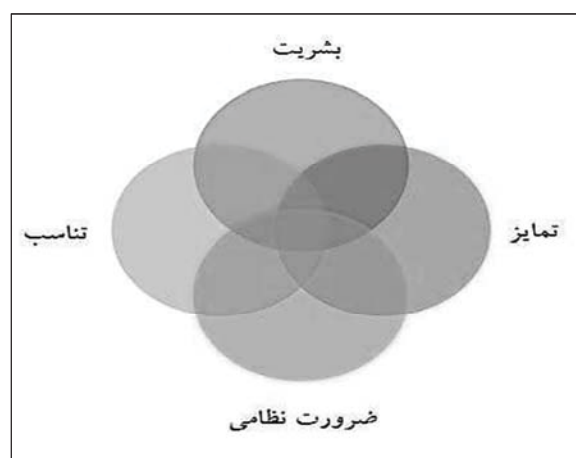 بشریت
تمایز
تناسب
ضرورت نظامی